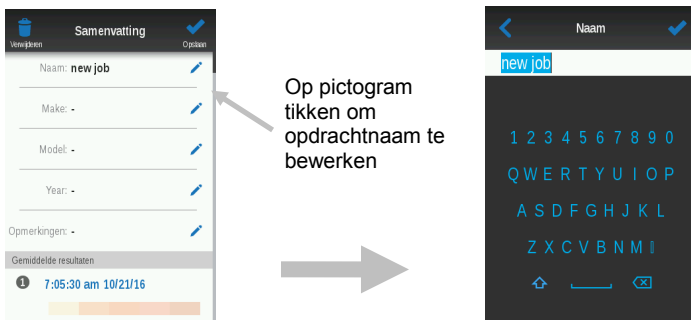 Samenvatting
Verwijderen
Opslaan
Naam: new job
Make: -
Model: -
Year: -
Opmerkingen: -
Gemiddelde resultaten
1 7:05:30 am 10/21/16
Op pictogram
tikken om
opdrachtnaam te
bewerken
Naam
new job
1 2 3 4 5 6 7 8 9 0
Q W E R T Y U I O P
A S D F G H J K L
Z X C V B N M